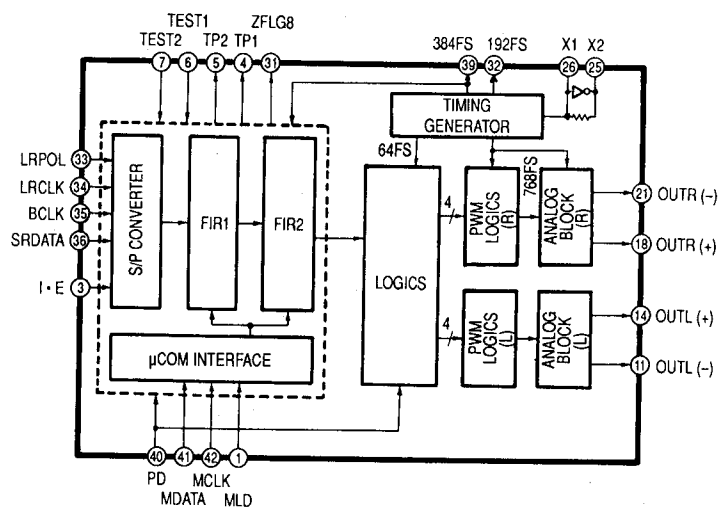 TEST1
ZFLG8
384FS
192FS
X1
X2
TEST2
TP2
TP1
7
6
5
4
31
39
32
26
25
TIMING
GENERATOR
64FS
768FS
LRPOL 33
LRCLK 34
BCLK 35
SRDATA 36
I·E 3
S/P CONVERTER
FIR1
FIR2
LOGICS
4
PWM
LOGICS
(R)
ANALOG
BLOCK
(R)
21 OUTR (−)
18 OUTR (+)
4
PWM
LOGICS
(L)
ANALOG
BLOCK
(L)
14 OUTL (+)
11 OUTL (−)
μCOM INTERFACE
40
41
42
1
PD
MCLK
MDATA
MLD